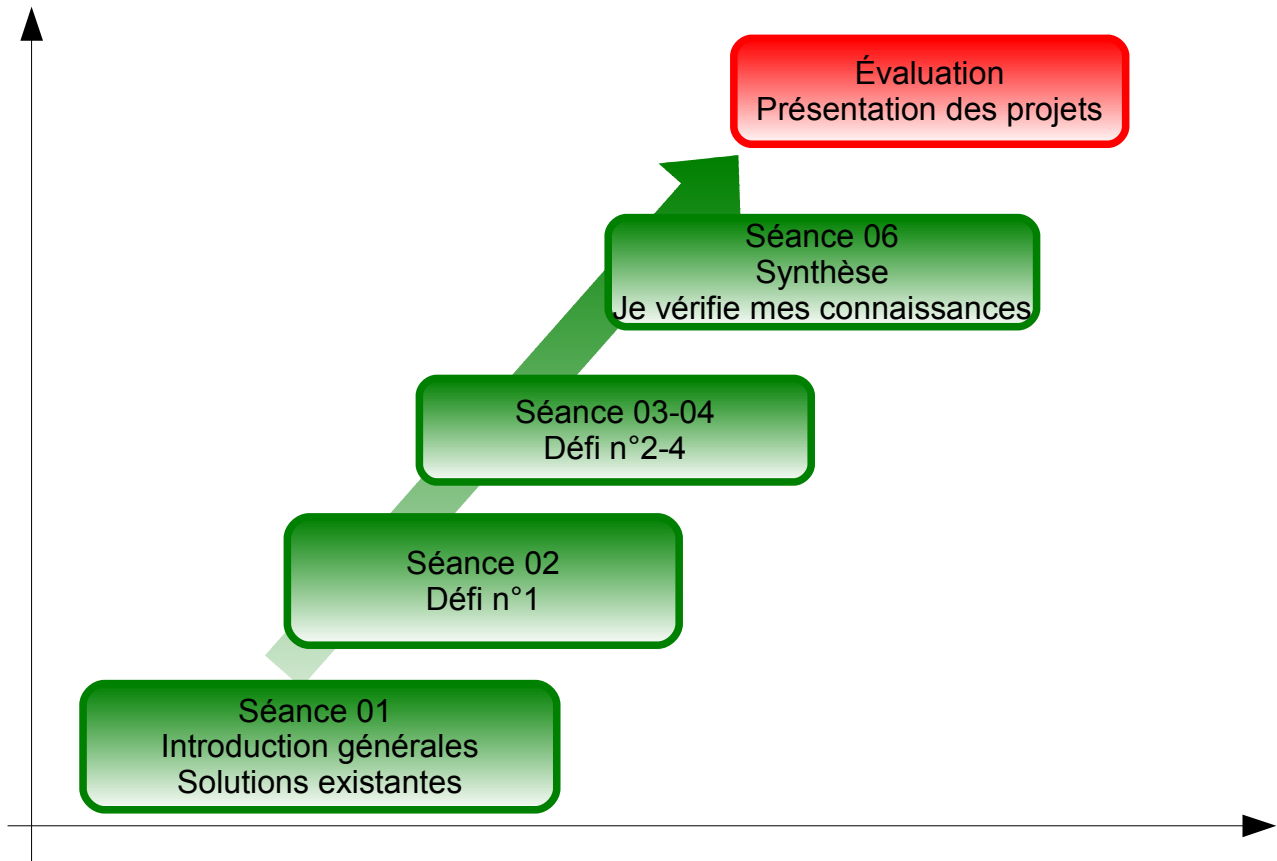 Évaluation
Présentation des projets
Séance 06
Synthèse
Je vérifie mes connaissances
Séance 03-04
Défi n°2-4
Séance 02
Défi n°1
Séance 01
Introduction générales
Solutions existantes